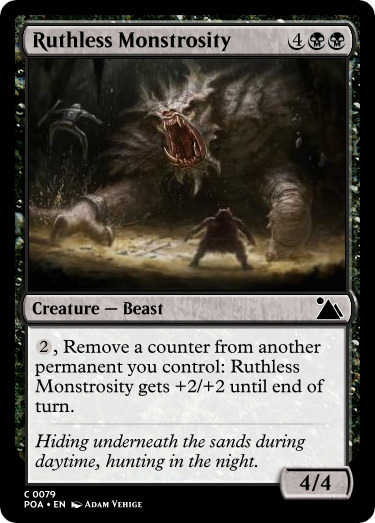 Ruthless Monstrosity 4
Creature — Beast
2, Remove a counter from another
permanent you control: Ruthless
Monstrosity gets +2/+2 until end of
turn.
Hiding underneath the sands during
daytime, hunting in the night.
4/4
C 0079
POA • EN ADAM VEHIGE